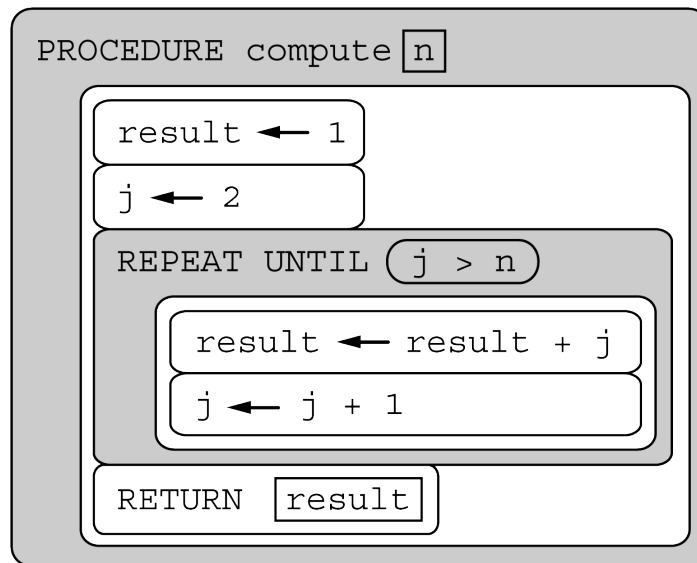 PROCEDURE compute n
result ← 1
j ← 2
REPEAT UNTIL j > n
result ← result + j
j ← j + 1
RETURN result